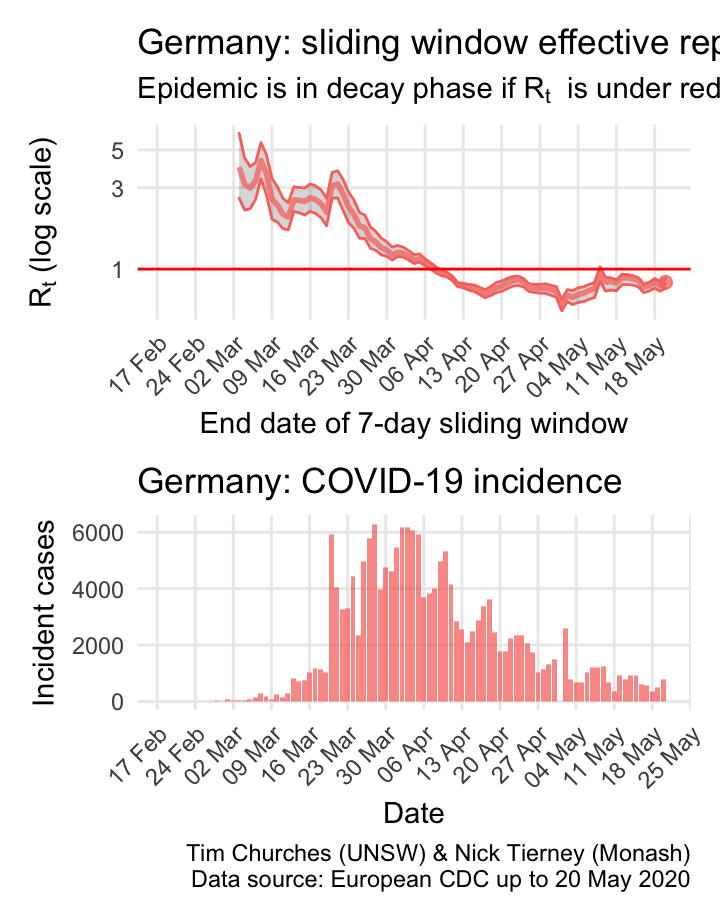 Germany: sliding window effective rep
Epidemic is in decay phase if Rt is under red
Rt (log scale)
5
3
1
17 Feb
24 Feb
02 Mar
09 Mar
16 Mar
23 Mar
30 Mar
06 Apr
13 Apr
20 Apr
27 Apr
04 May
11 May
18 May
End date of 7-day sliding window
Germany: COVID-19 incidence
Incident cases
6000
4000
2000
0
17 Feb
24 Feb
02 Mar
09 Mar
16 Mar
23 Mar
30 Mar
06 Apr
13 Apr
20 Apr
27 Apr
04 May
11 May
18 May
25 May
Date
Tim Churches (UNSW) & Nick Tierney (Monash)
Data source: European CDC up to 20 May 2020